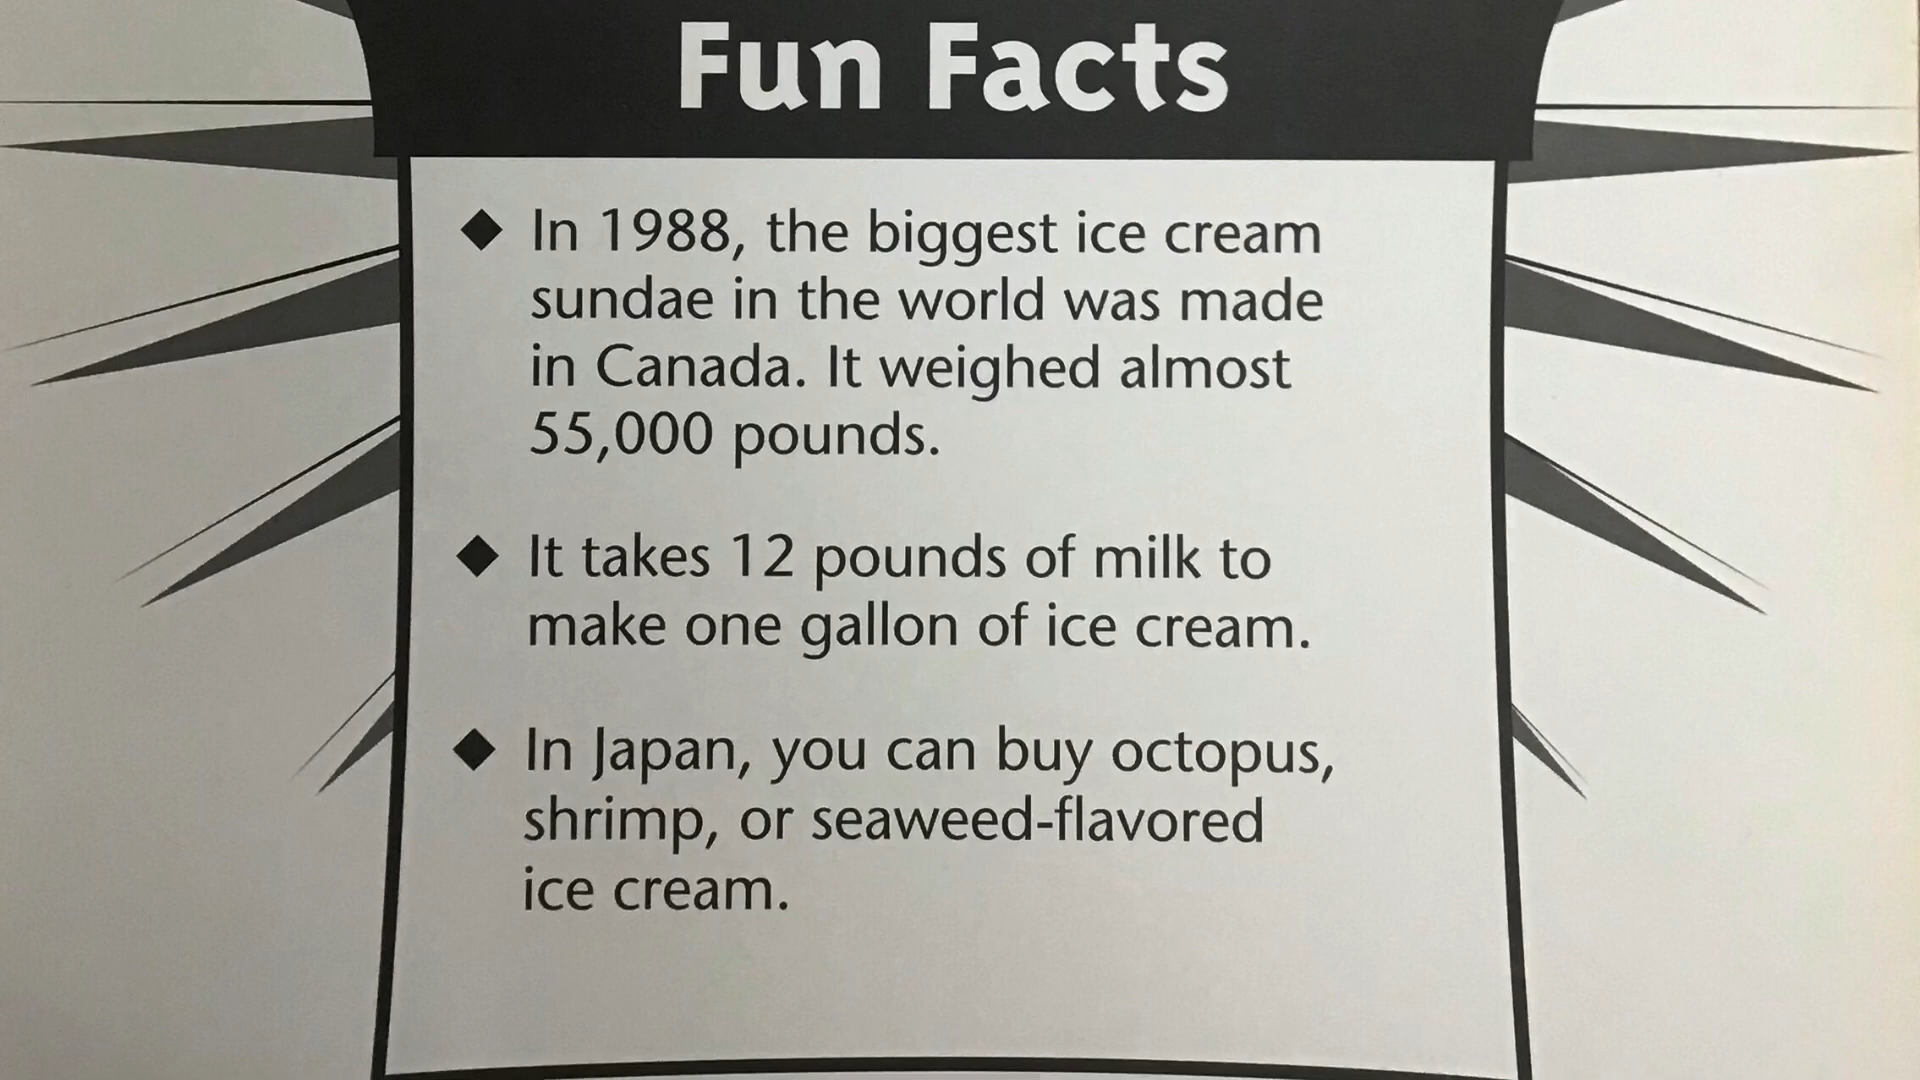 Fun Facts
◆ In 1988, the biggest ice cream
sundae in the world was made
in Canada. It weighed almost
55,000 pounds.
◆ It takes 12 pounds of milk to
make one gallon of ice cream.
◆ In Japan, you can buy octopus,
shrimp, or seaweed-flavored
ice cream.